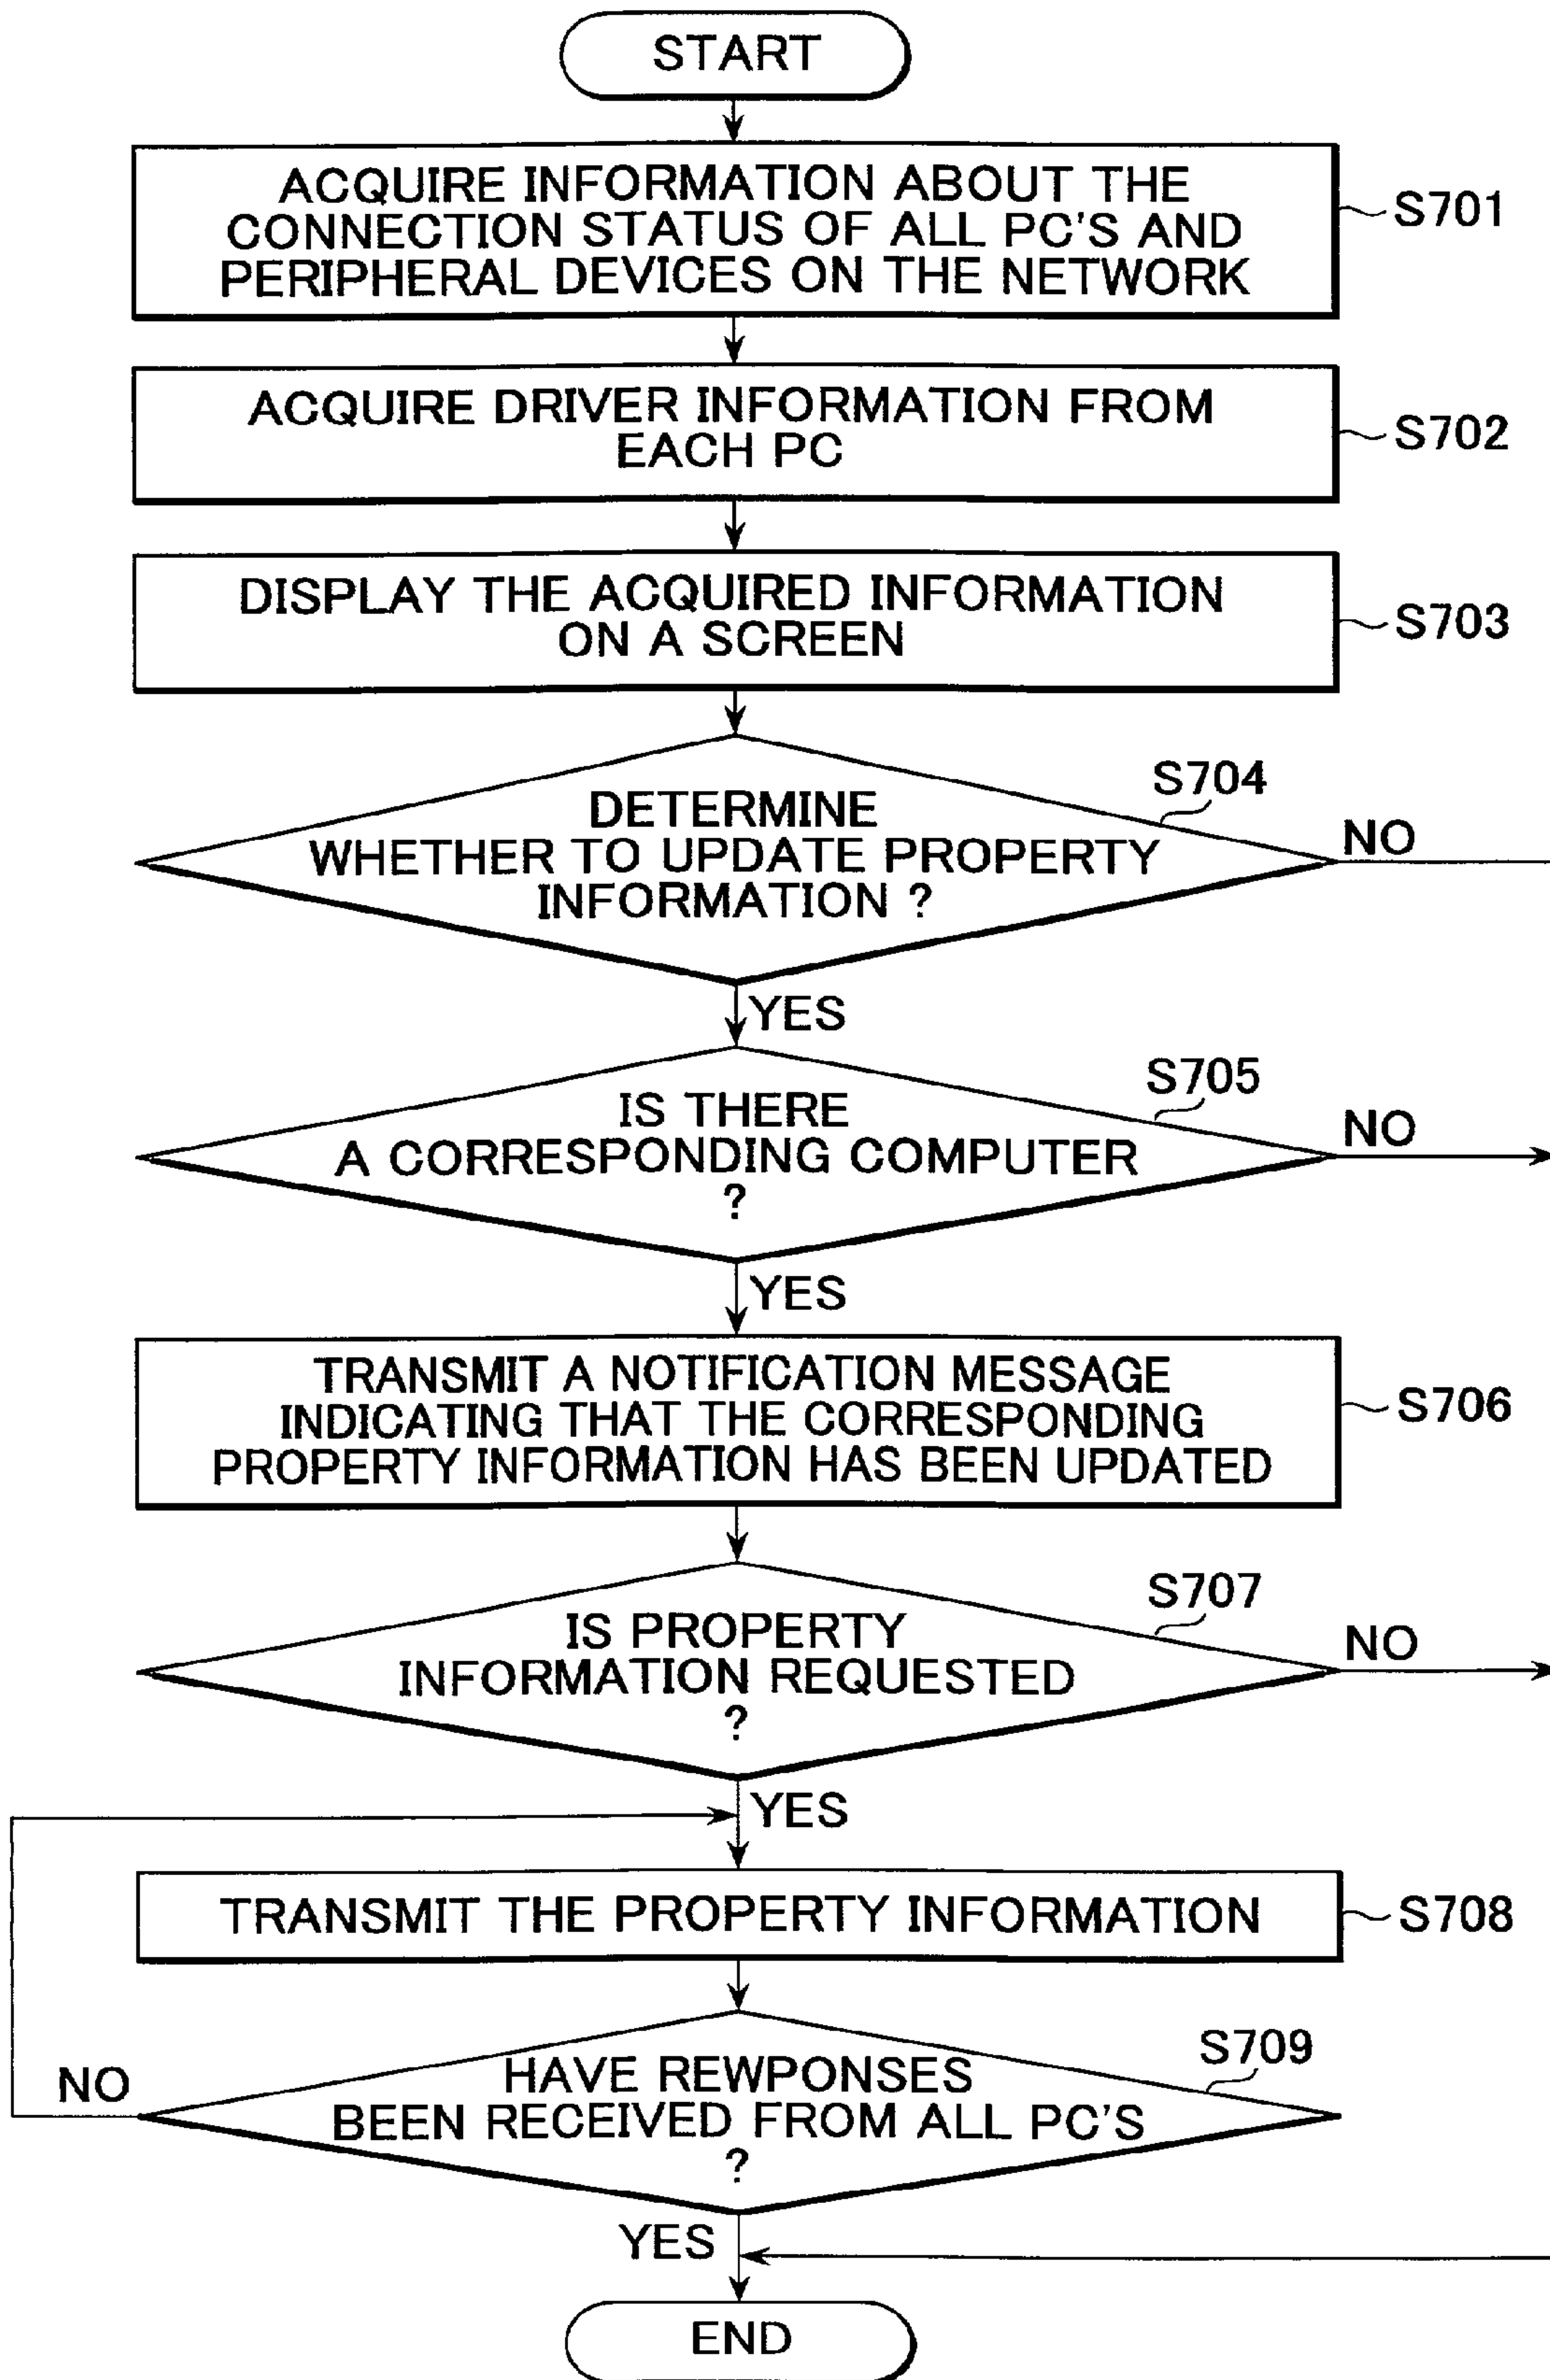 START
ACQUIRE INFORMATION ABOUT THE
CONNECTION STATUS OF ALL PC'S AND
PERIPHERAL DEVICES ON THE NETWORK
S701
ACQUIRE DRIVER INFORMATION FROM
EACH PC
S702
DISPLAY THE ACQUIRED INFORMATION
ON A SCREEN
S703
S704
DETERMINE
WHETHER TO UPDATE PROPERTY
INFORMATION ?
NO
YES
S705
IS THERE
A CORRESPONDING COMPUTER
?
NO
YES
TRANSMIT A NOTIFICATION MESSAGE
INDICATING THAT THE CORRESPONDING
PROPERTY INFORMATION HAS BEEN UPDATED
S706
S707
IS PROPERTY
INFORMATION REQUESTED
?
NO
YES
TRANSMIT THE PROPERTY INFORMATION
S708
S709
HAVE REWPONSES
BEEN RECEIVED FROM ALL PC'S
?
NO
YES
END